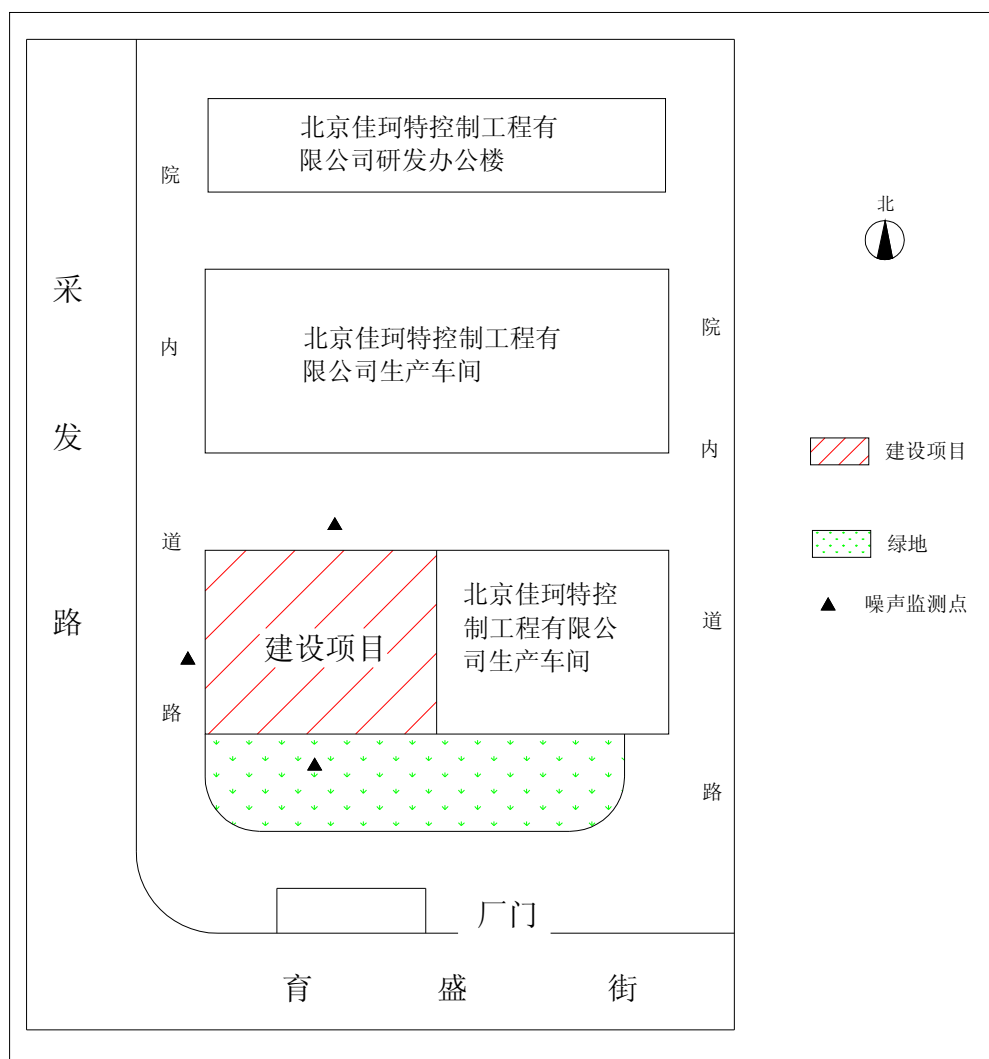 北京佳珂特控制工程有
限公司研发办公楼
北京佳珂特控制工程有
限公司生产车间
北京佳珂特控
制工程有限公
司生产车间
建设项目
采发路
院内道路
院内道路
厂门
育盛街
北
建设项目
绿地
噪声监测点